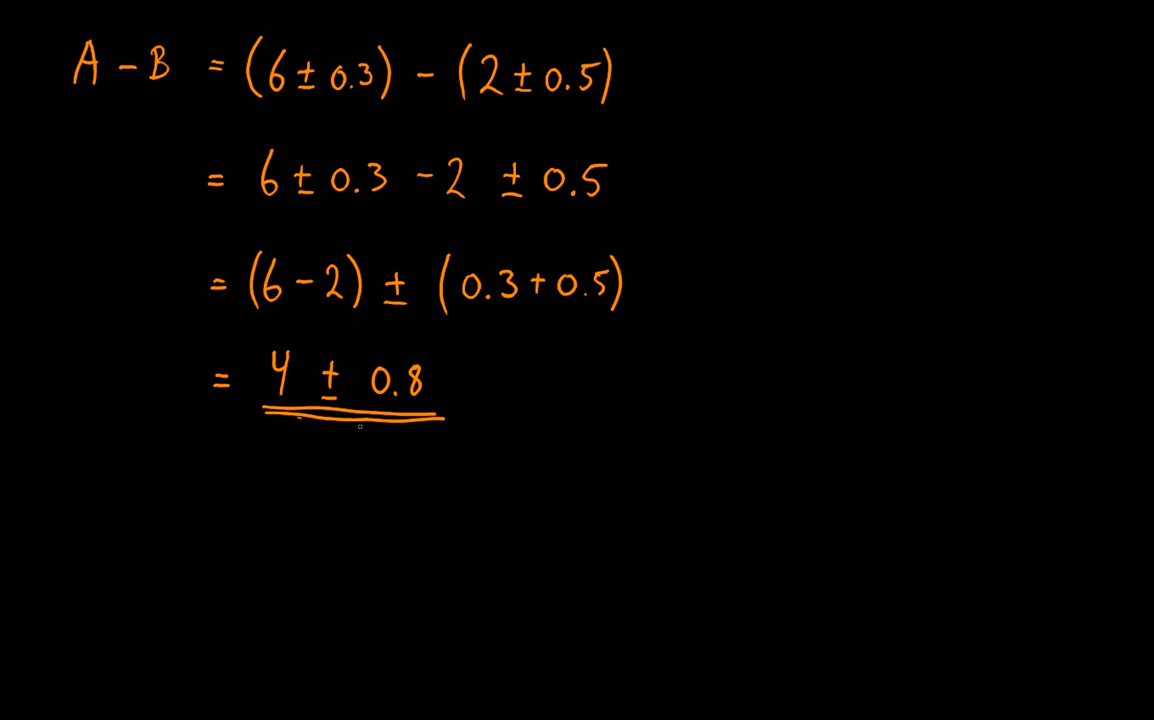 A - B = (6 ± 0.3) - (2 ± 0.5)
= 6 ± 0.3 - 2 ± 0.5
= (6 - 2) ± (0.3 + 0.5)
= 4 ± 0.8